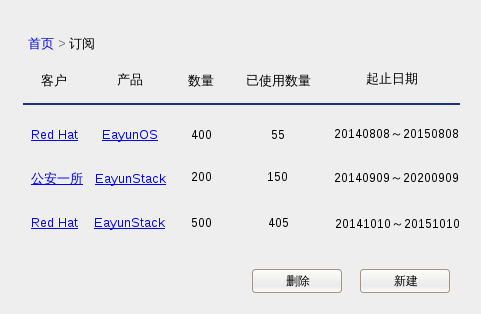 首页 > 订阅
客户 产品 数量 已使用数量 起止日期
Red Hat EayunOS 400 55 20140808～20150808
公安一所 EayunStack 200 150 20140909～20200909
Red Hat EayunStack 500 405 20141010～20151010
删除 新建